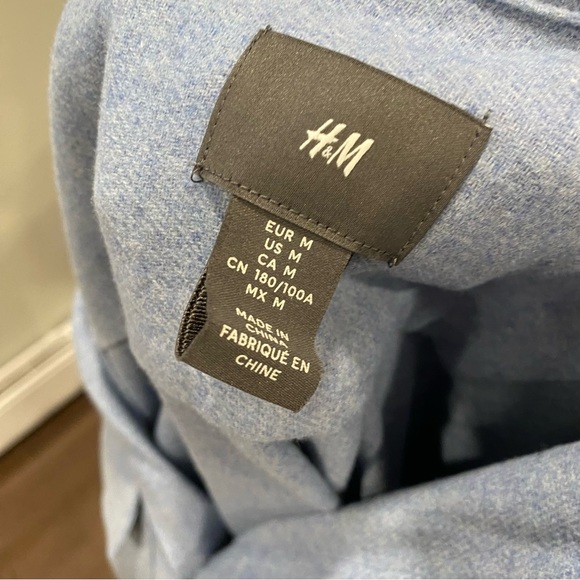 H&M
EUR M
US M
CA M
CN 180/100A
MX M
MADE IN
CHINA
FABRIQUÉ EN
CHINE